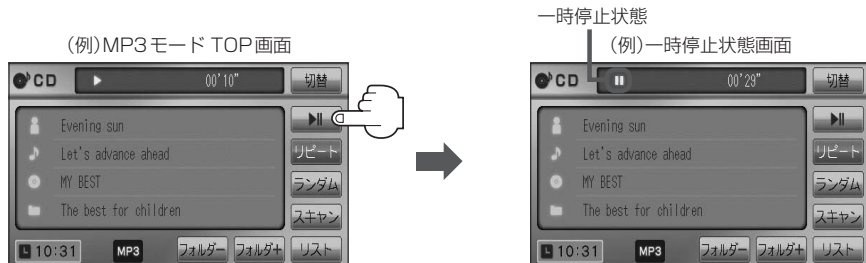 一時停止状態
(例)MP3モード TOP画面
(例)一時停止状態画面
CD 00'10" 切替
Evening sun
Let's advance ahead
リピート
MY BEST
ランダム
The best for children
スキャン
L 10:31 MP3 フォルダー フォルダ+ リスト
CD 00'29" 切替
Evening sun
Let's advance ahead
リピート
MY BEST
ランダム
The best for children
スキャン
L 10:31 MP3 フォルダー フォルダ+ リスト